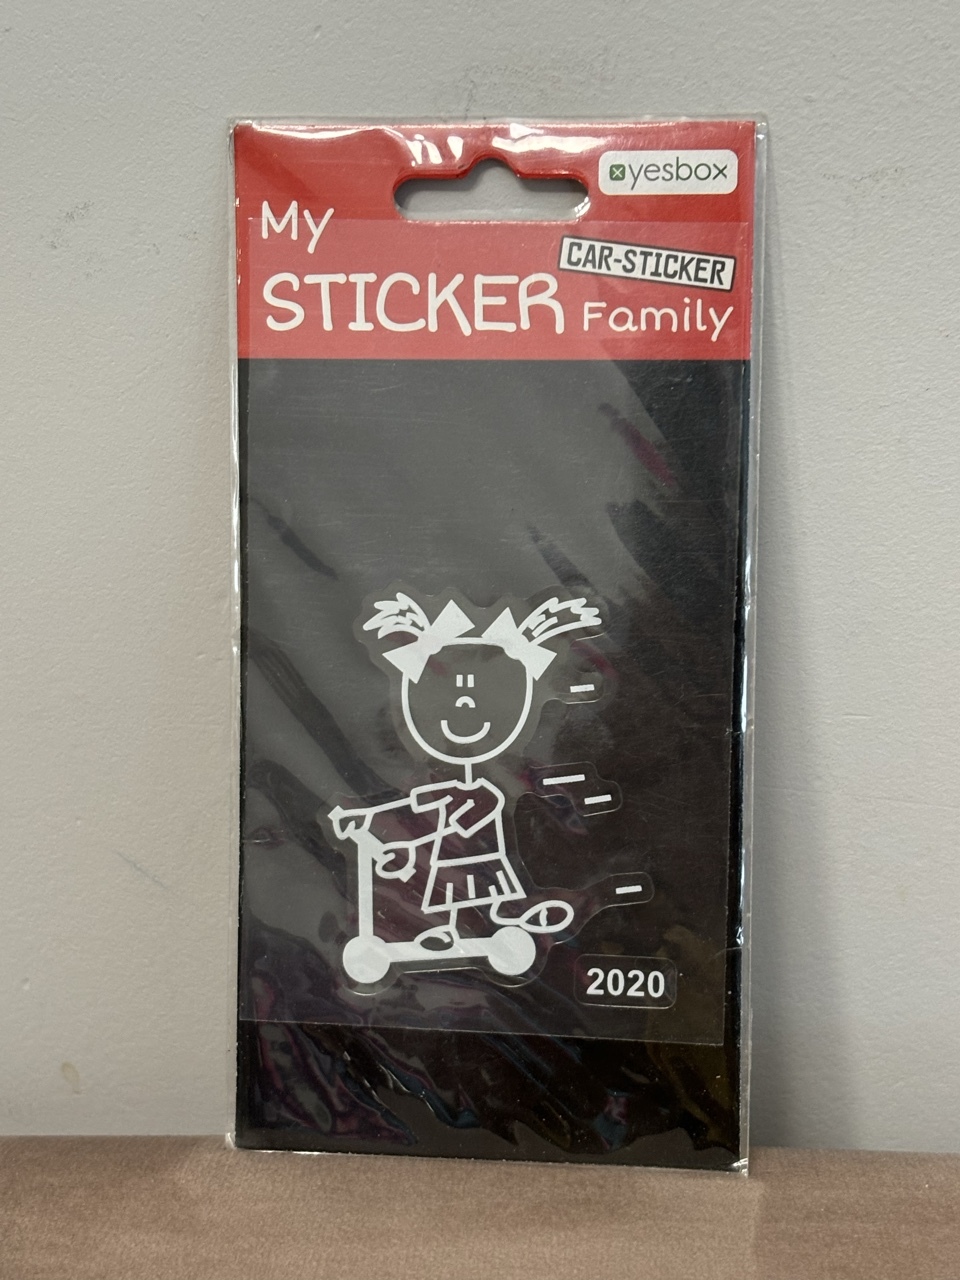 yesbox
My
CAR-STICKER
STICKER Family
2020